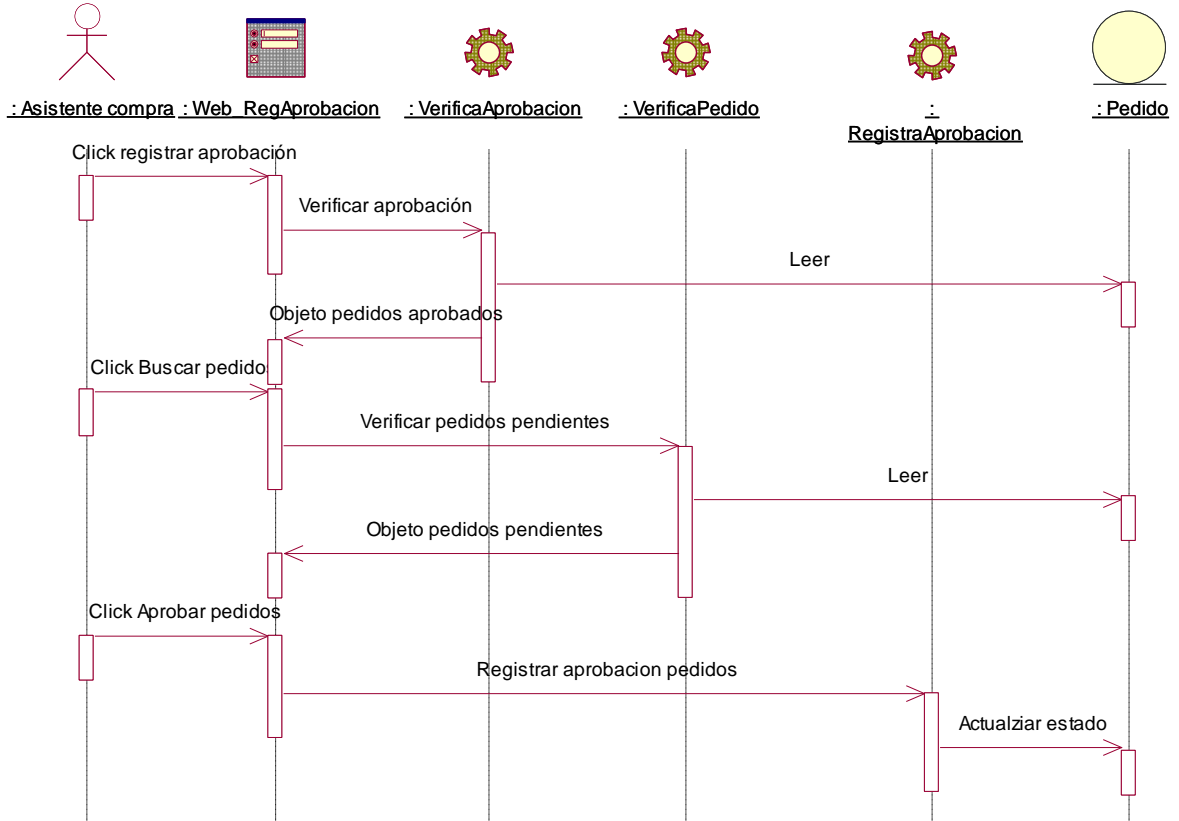 : Asistente compra
: Web_RegAprobacion
: VerificaAprobacion
: VerificaPedido
:
RegistraAprobacion
: Pedido
Click registrar aprobación
Verificar aprobación
Leer
Objeto pedidos aprobados
Click Buscar pedidos
Verificar pedidos pendientes
Leer
Objeto pedidos pendientes
Click Aprobar pedidos
Registrar aprobacion pedidos
Actualziar estado